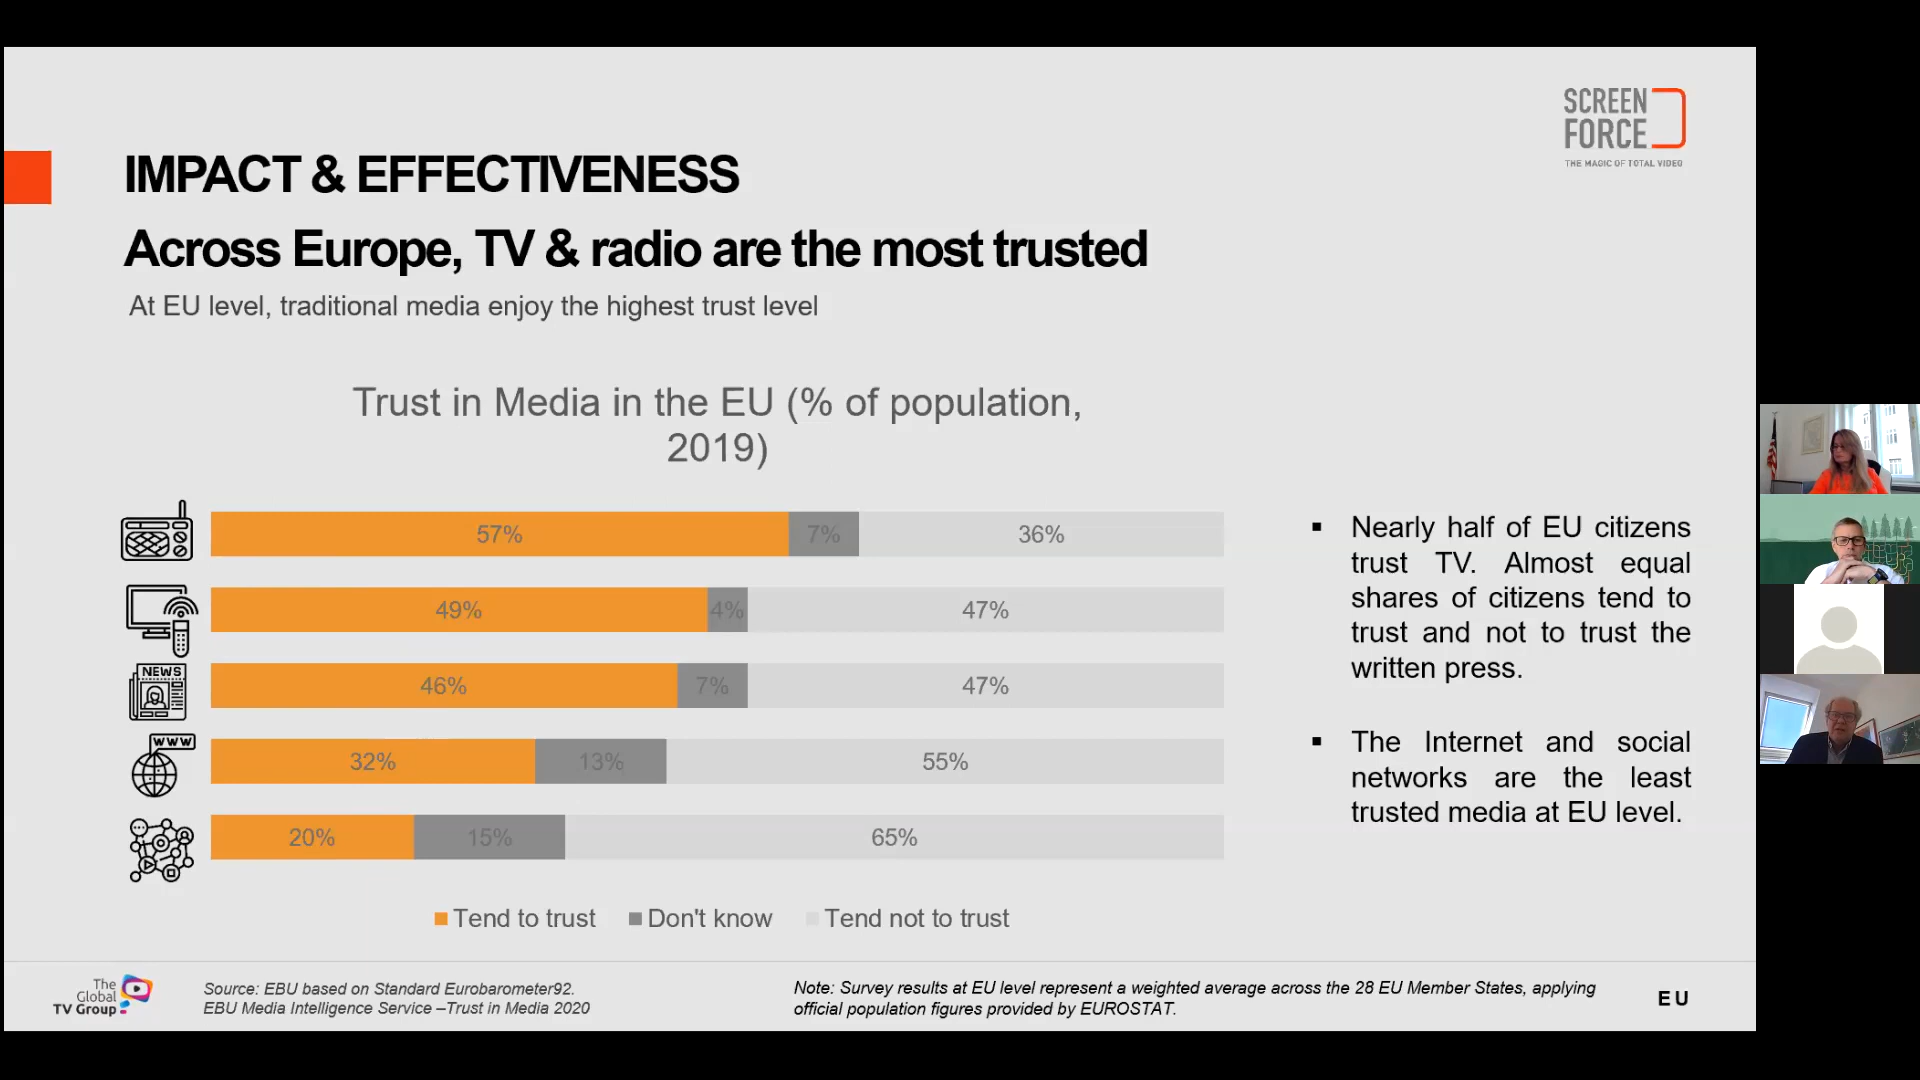 SCREEN
FORCE
THE MAGIC OF TOTAL VIDEO
IMPACT & EFFECTIVENESS
Across Europe, TV & radio are the most trusted
At EU level, traditional media enjoy the highest trust level
Trust in Media in the EU (% of population,
2019)
57% 7% 36%
49% 4% 47%
NEWS
46% 7% 47%
WWW
32% 13% 55%
20% 15% 65%
Tend to trust Don't know Tend not to trust
▪ Nearly half of EU citizens
trust TV. Almost equal
shares of citizens tend to
trust and not to trust the
written press.
▪ The Internet and social
networks are the least
trusted media at EU level.
The
Global
TV Group
Source: EBU based on Standard Eurobarometer92.
EBU Media Intelligence Service –Trust in Media 2020
Note: Survey results at EU level represent a weighted average across the 28 EU Member States, applying
official population figures provided by EUROSTAT.
EU